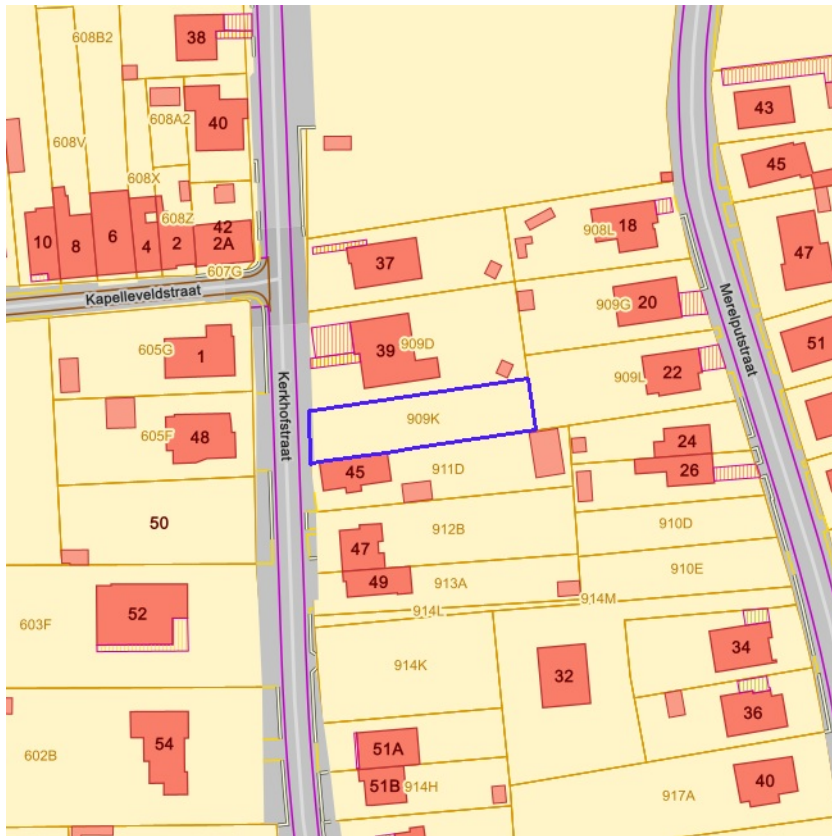 608B2
38
43
608A2
40
608V
45
608X
608Z
42
2A
10
8
6
4
2
18
908L
47
607G
37
Kapelleveldstraat
20
909G
Merelputstraat
605G
1
39
909D
51
22
909L
Kerkhofstraat
909K
605F
48
24
45
911D
26
50
912B
910D
47
49
913A
910E
914L
914M
52
603F
34
914K
32
36
54
51A
602B
51B
914H
40
917A